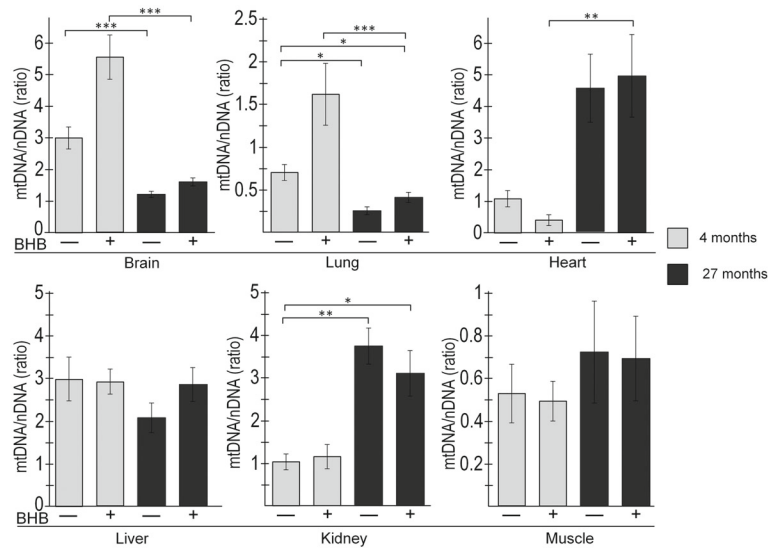 ***
***
mtDNA/nDNA (ratio)
6
5
4
3
2
1
0
BHB
— + — +
Brain
***
*
*
mtDNA/nDNA (ratio)
2.5
2
1.5
1
0.5
— + — +
Lung
**
mtDNA/nDNA (ratio)
6
5
4
3
2
1
0
— + — +
Heart
4 months
27 months
mtDNA/nDNA (ratio)
5
4
3
2
1
0
BHB
— + — +
Liver
*
**
mtDNA/nDNA (ratio)
5
4
3
2
1
0
— + — +
Kidney
mtDNA/nDNA (ratio)
1
0.8
0.6
0.4
0.2
0
— + — +
Muscle